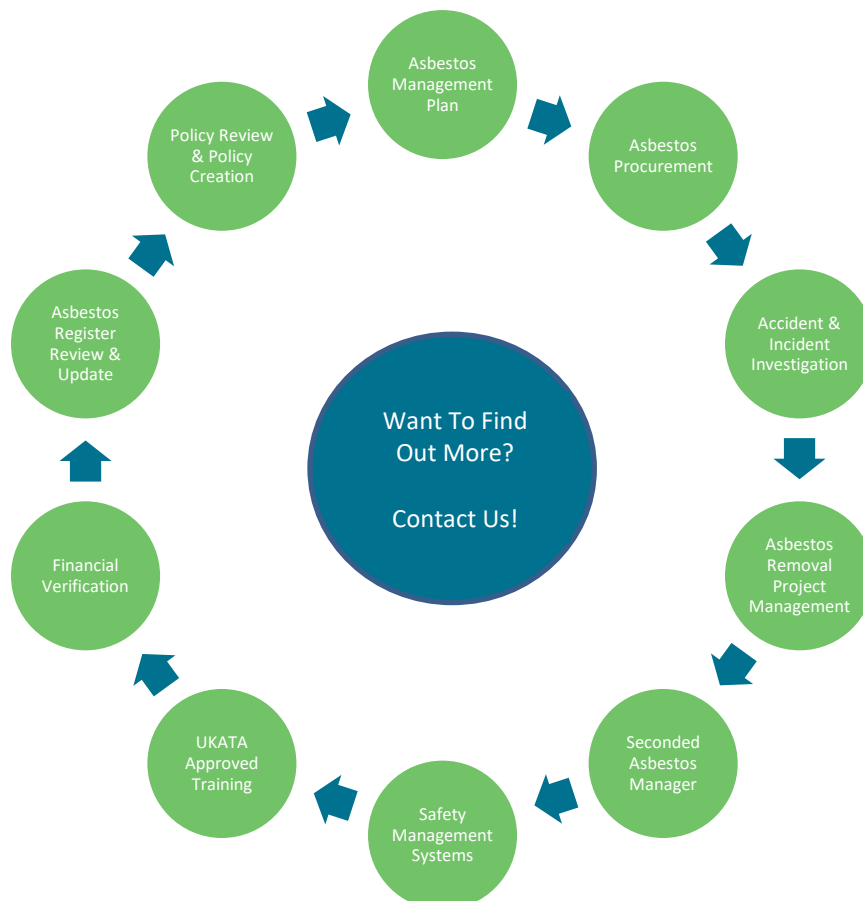 Asbestos
Management
Plan
Asbestos
Procurement
Accident &
Incident
Investigation
Asbestos
Removal
Project
Management
Seconded
Asbestos
Manager
Safety
Management
Systems
UKATA
Approved
Training
Financial
Verification
Asbestos
Register
Review &
Update
Policy Review
& Policy
Creation
Want To Find
Out More?
Contact Us!